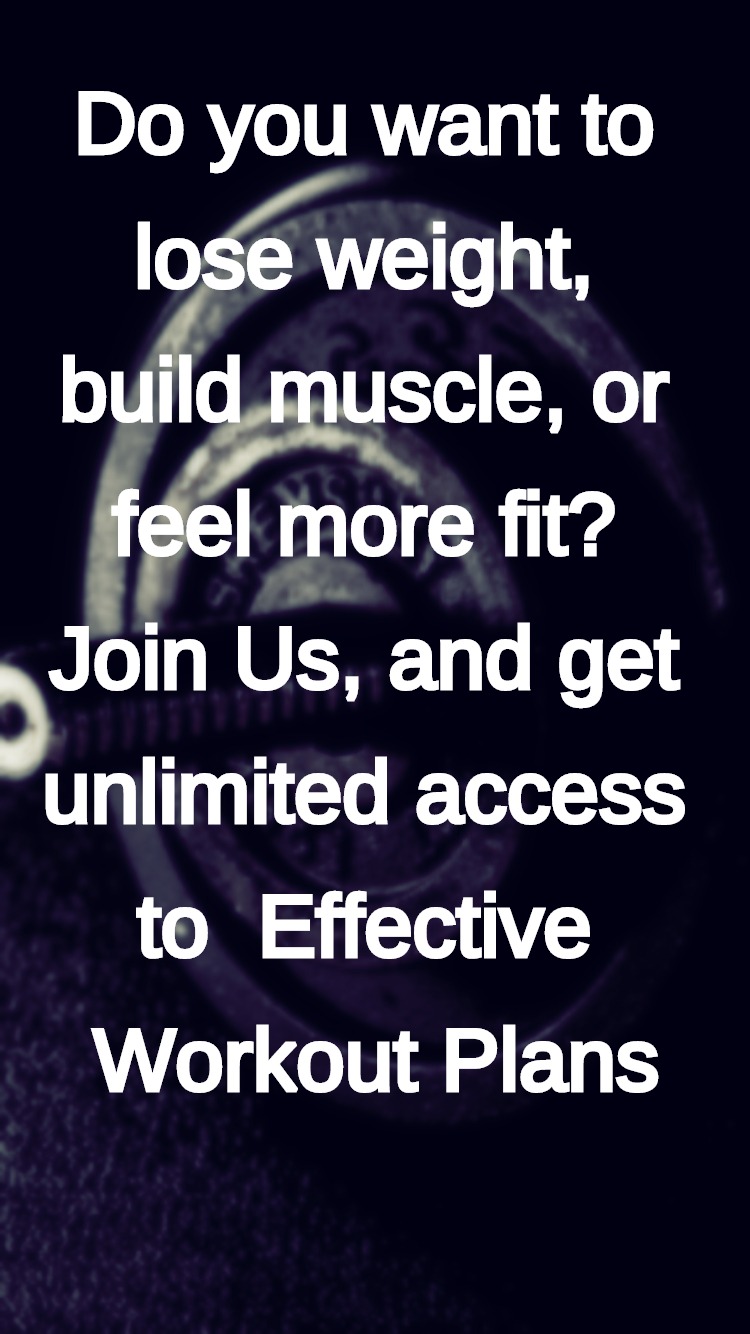 Do you want to
lose weight,
build muscle, or
feel more fit?
Join Us, and get
unlimited access
to  Effective
Workout Plans